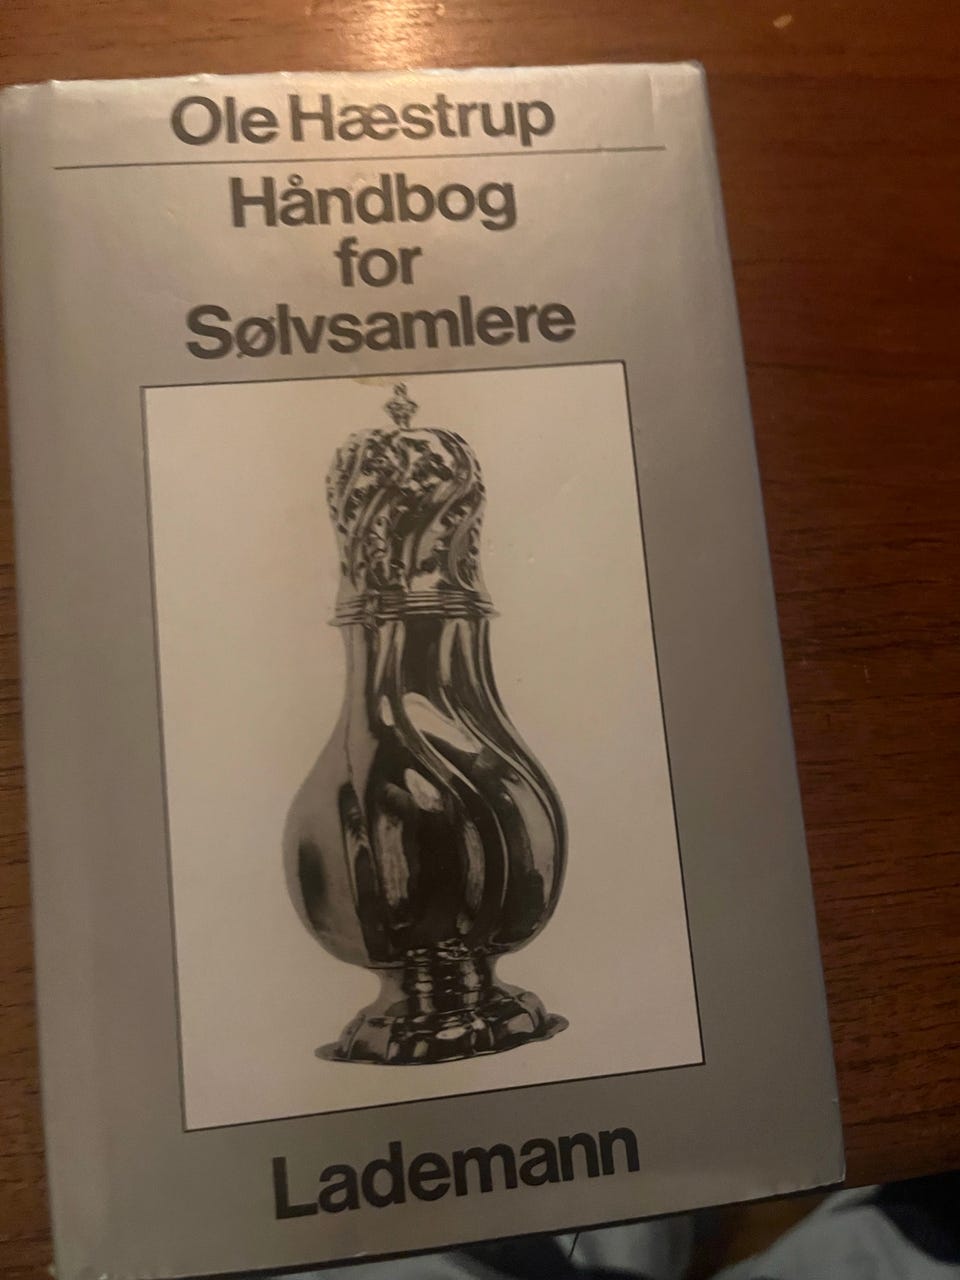 Ole Hæstrup
Håndbog
for
Sølvsamlere
Lademann